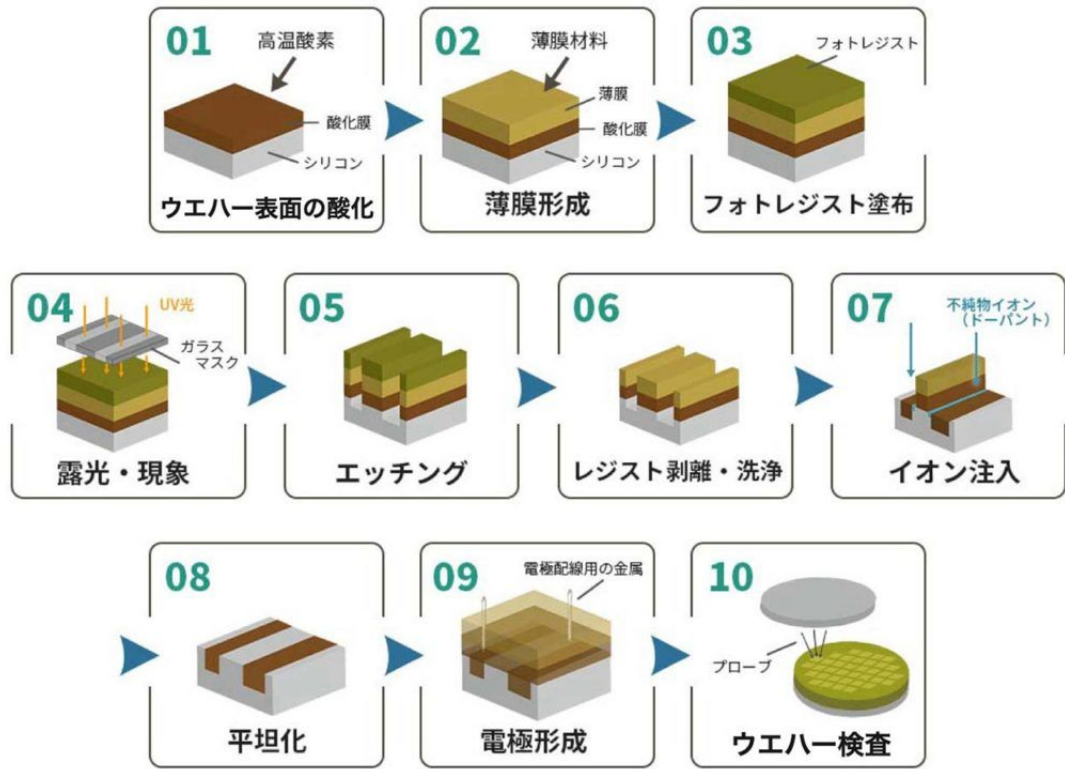 01
高温酸素
酸化膜
シリコン
ウエハー表面の酸化
02
薄膜材料
薄膜
酸化膜
シリコン
薄膜形成
03
フォトレジスト
フォトレジスト塗布
04
UV光
ガラス
マスク
露光・現象
05
エッチング
06
レジスト剥離・洗浄
07
不純物イオン
（ドーパント）
イオン注入
08
平坦化
09
電極配線用の金属
電極形成
10
プローブ
ウエハー検査